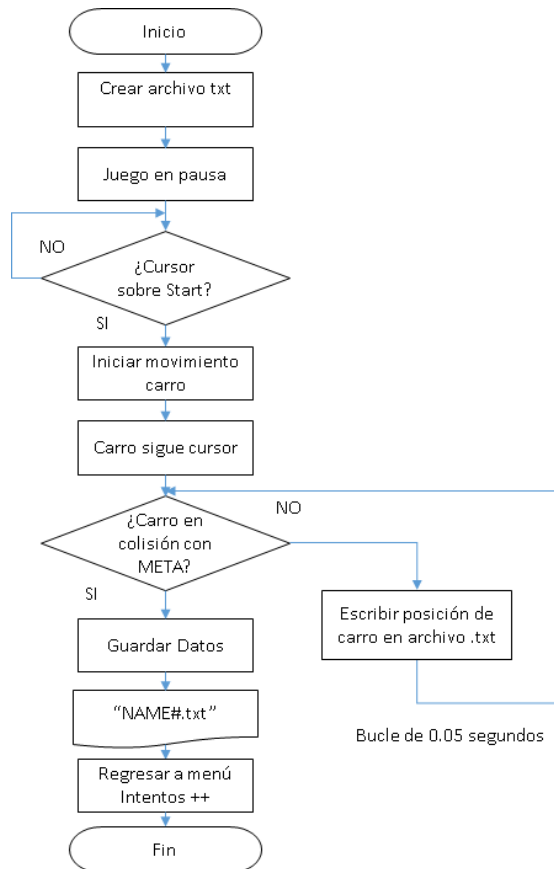 Inicio
Crear archivo txt
Juego en pausa
NO
¿Cursor
sobre Start?
SI
Iniciar movimiento
carro
Carro sigue cursor
NO
¿Carro en
colisión con
META?
SI
Escribir posición de
carro en archivo .txt
Guardar Datos
“NAME#.txt”
Bucle de 0.05 segundos
Regresar a menú
Intentos ++
Fin